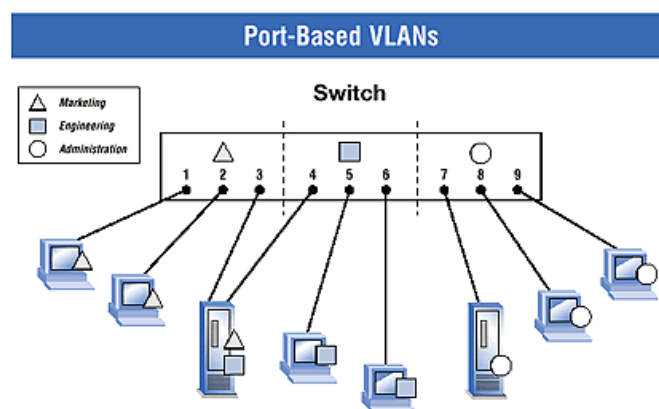 Port-Based VLANs
Switch
Marketing
Engineering
Administration
1 2 3 4 5 6 7 8 9